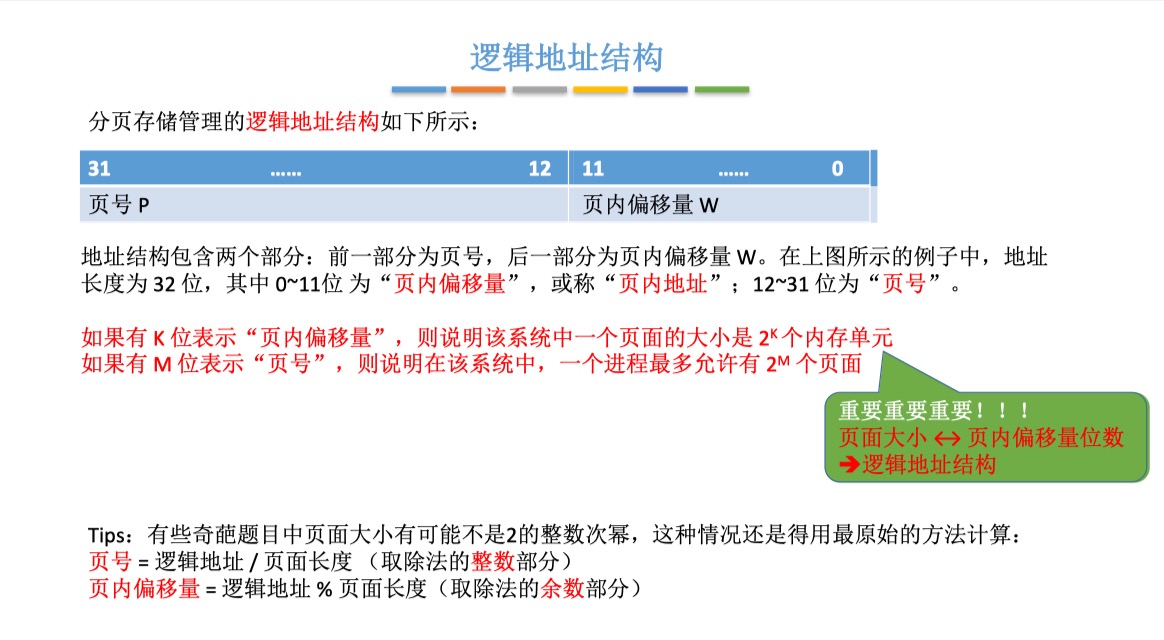 逻辑地址结构
分页存储管理的逻辑地址结构如下所示：
31 …… 12 11 …… 0
页号 P 页内偏移量 W
地址结构包含两个部分：前一部分为页号，后一部分为页内偏移量 W。在上图所示的例子中，地址
长度为 32 位，其中 0~11位 为“页内偏移量”，或称“页内地址”；12~31 位为“页号”。
如果有 K 位表示“页内偏移量”，则说明该系统中一个页面的大小是 2ᴷ 个内存单元
如果有 M 位表示“页号”，则说明在该系统中，一个进程最多允许有 2ᴹ 个页面
重要重要重要！！！
页面大小 ↔ 页内偏移量位数
➔逻辑地址结构
Tips：有些奇葩题目中页面大小有可能不是2的整数次幂，这种情况还是得用最原始的方法计算：
页号 = 逻辑地址 / 页面长度 （取除法的整数部分）
页内偏移量 = 逻辑地址 % 页面长度（取除法的余数部分）